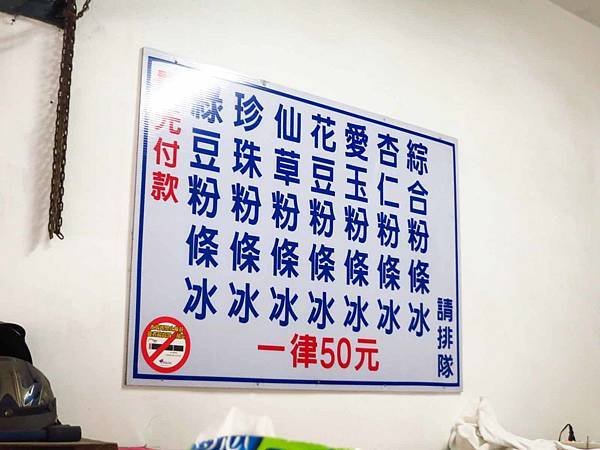 請排隊
綜合粉條冰
杏仁粉條冰
愛玉粉條冰
花豆粉條冰
仙草粉條冰
珍珠粉條冰
綠豆粉條冰
完付款
一律50元